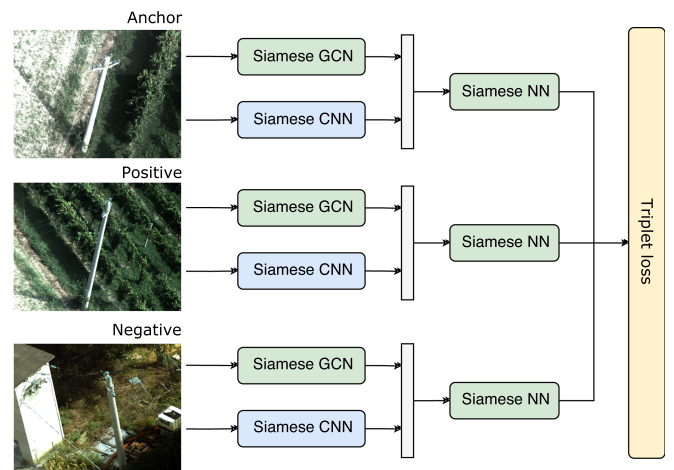 Anchor
Siamese GCN
Siamese CNN
Siamese NN
Positive
Siamese GCN
Siamese CNN
Siamese NN
Negative
Siamese GCN
Siamese CNN
Siamese NN
Triplet loss